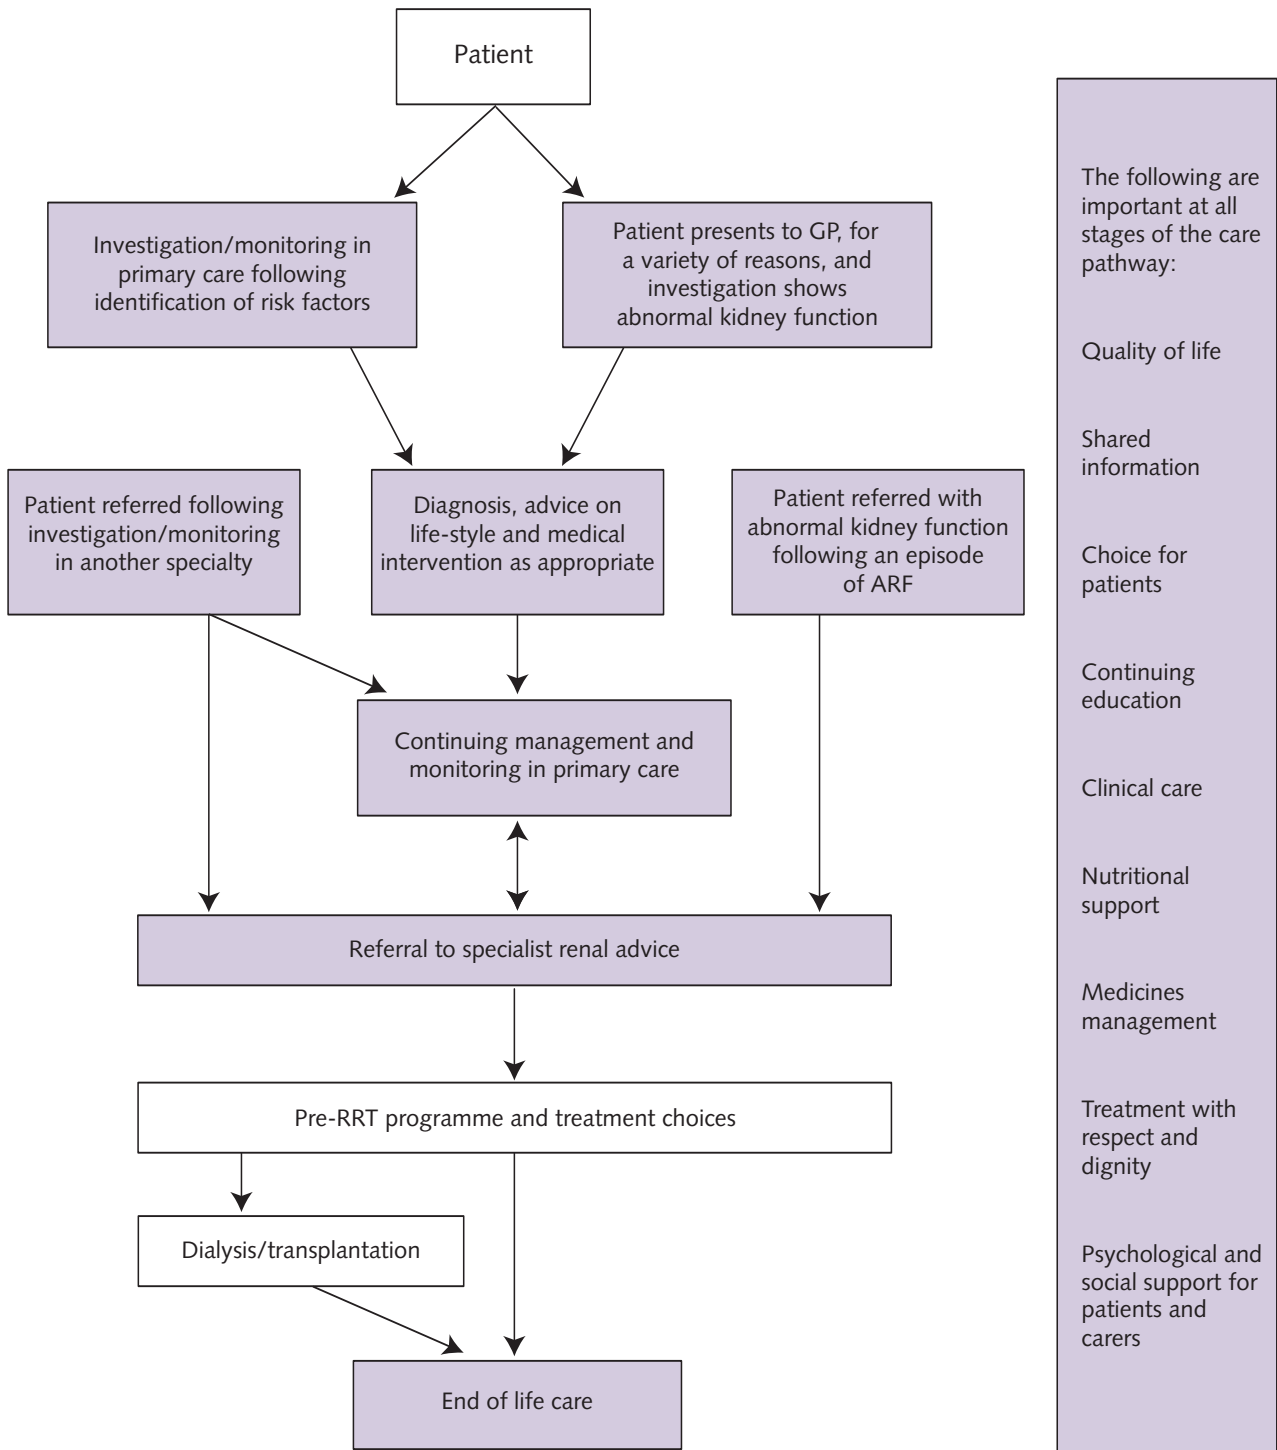 Patient
Investigation/monitoring in
primary care following
identification of risk factors
Patient presents to GP, for
a variety of reasons, and
investigation shows
abnormal kidney function
Patient referred following
investigation/monitoring
in another specialty
Diagnosis, advice on
life-style and medical
intervention as appropriate
Patient referred with
abnormal kidney function
following an episode
of ARF
Continuing management and
monitoring in primary care
Referral to specialist renal advice
Pre-RRT programme and treatment choices
Dialysis/transplantation
End of life care
The following are
important at all
stages of the care
pathway:
Quality of life
Shared
information
Choice for
patients
Continuing
education
Clinical care
Nutritional
support
Medicines
management
Treatment with
respect and
dignity
Psychological and
social support for
patients and
carers